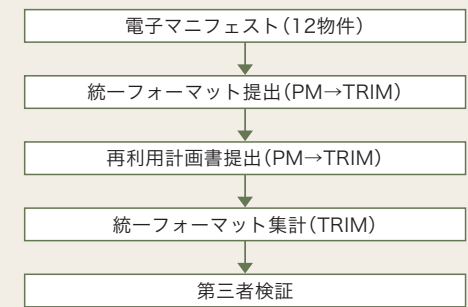 電子マニフェスト(12物件)
統一フォーマット提出(PM→TRIM)
再利用計画書提出(PM→TRIM)
統一フォーマット集計(TRIM)
第三者検証